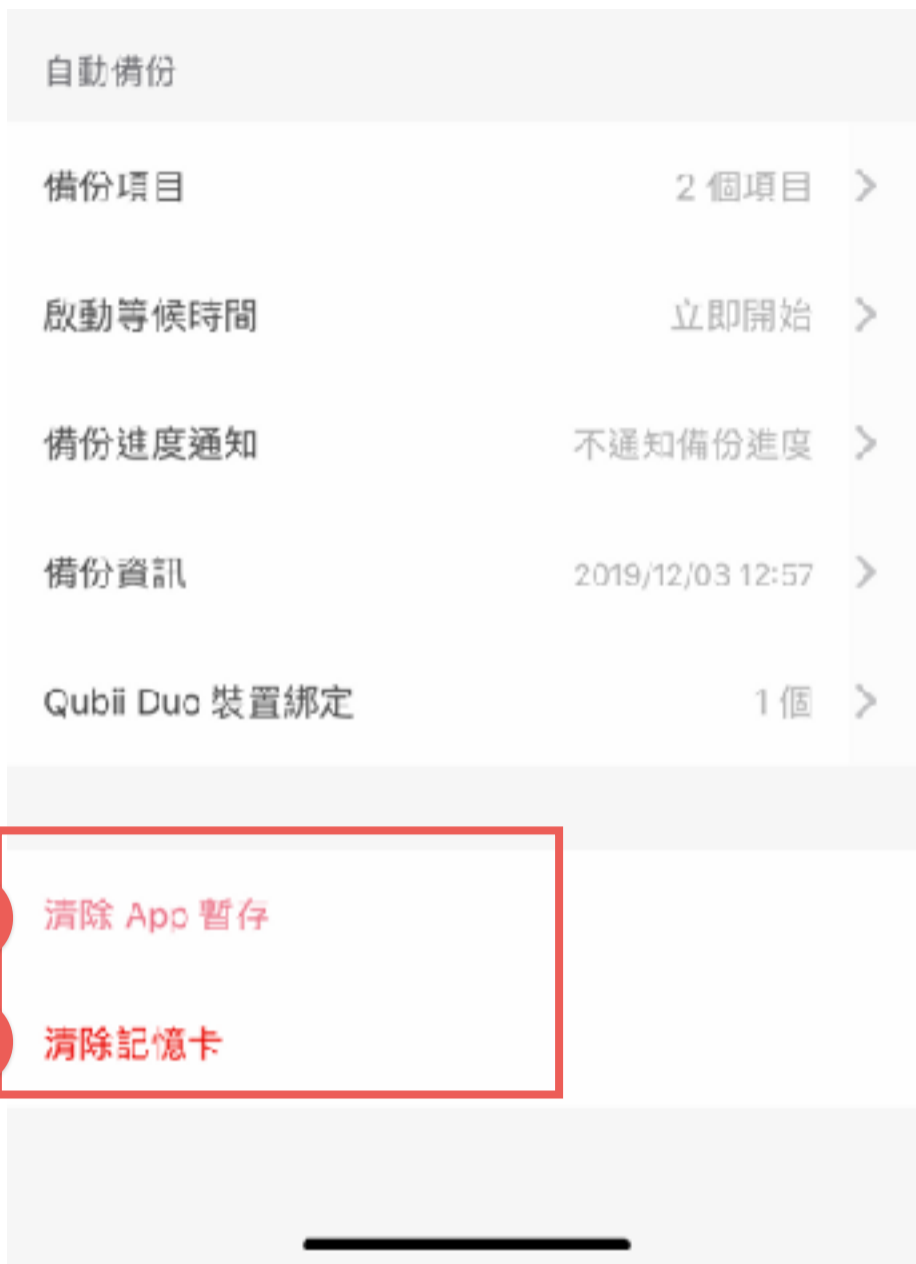 自動備份
備份項目 2 個項目
啟動等候時間 立即開始
備份進度通知 不通知備份進度
備份資訊 2019/12/03 12:57
Qubii Duo 裝置綁定 1 個
清除 App 暫存
清除記憶卡